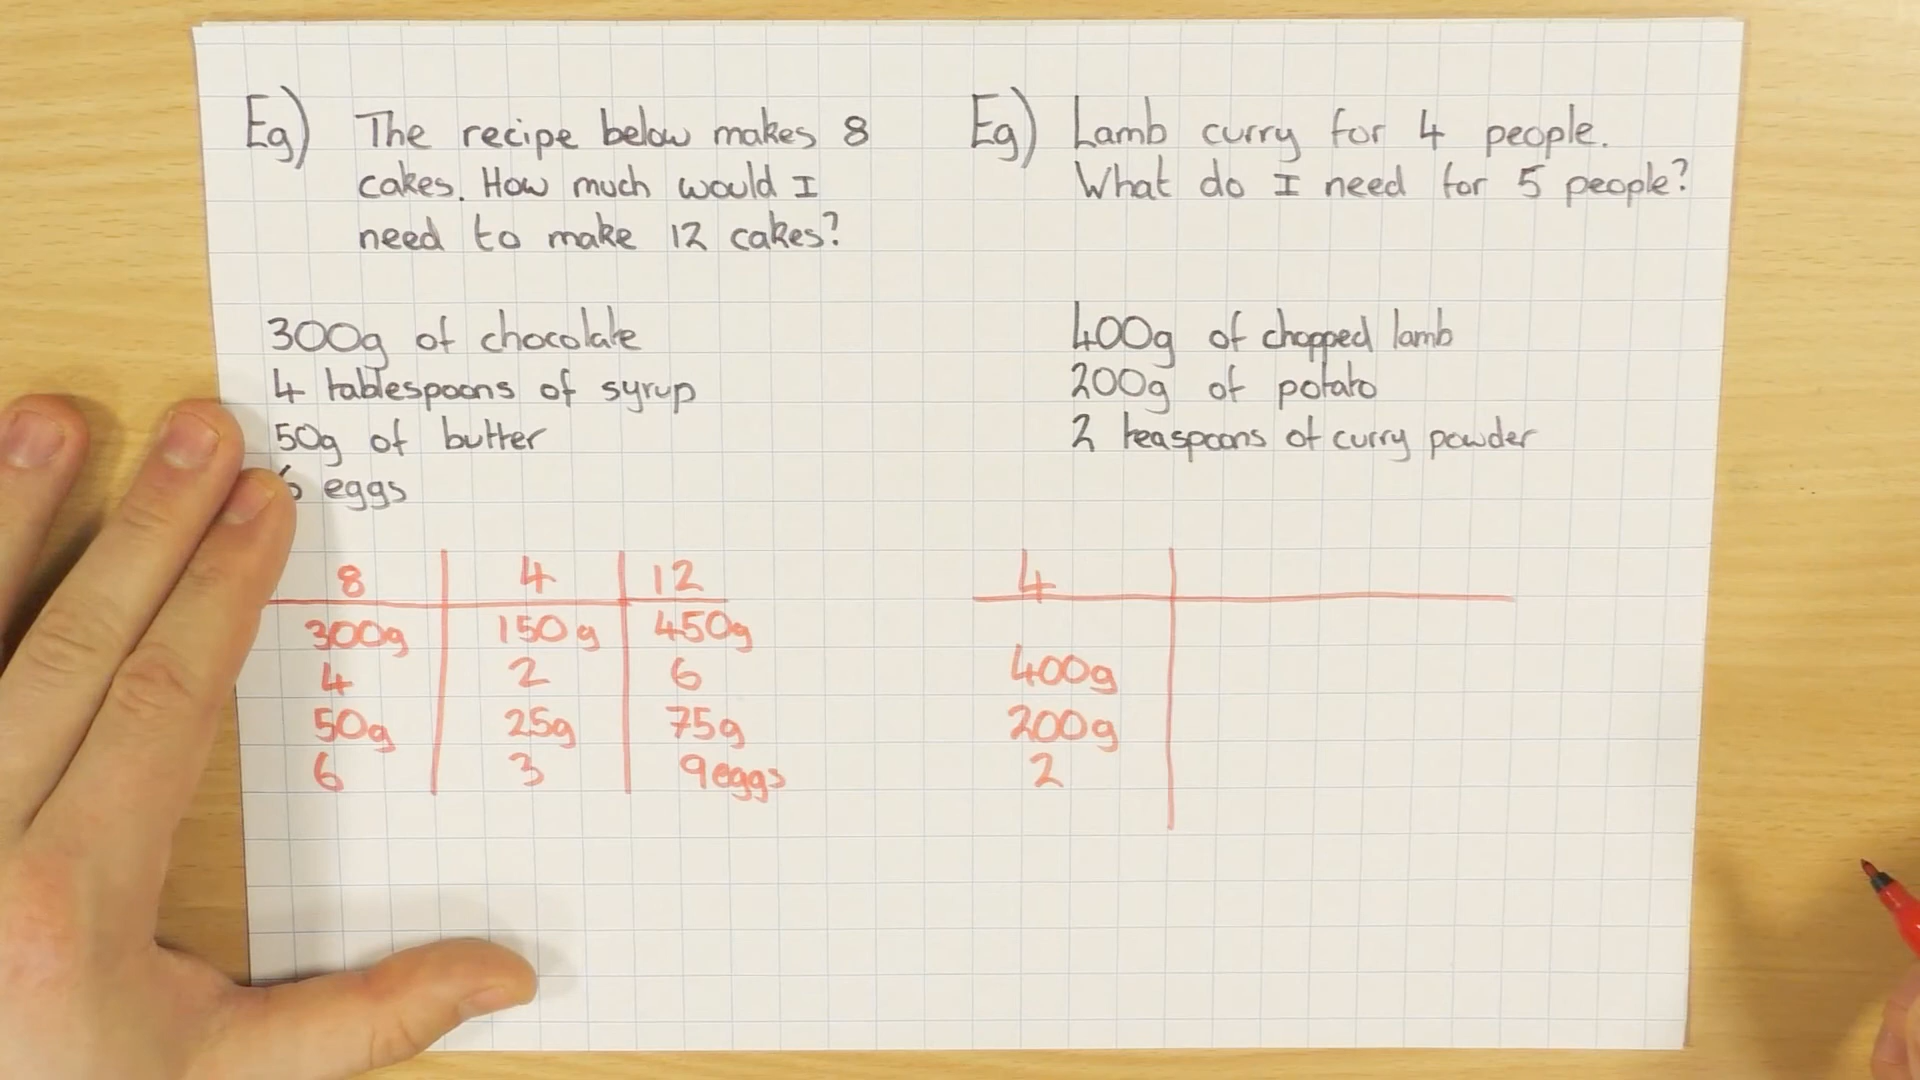 Eg) The recipe below makes 8
cakes. How much would I
need to make 12 cakes?
300g of chocolate
4 tablespoons of syrup
50g of butter
6 eggs
8 4 12
300g 150g 450g
4 2 6
50g 25g 75g
6 3 9eggs
Eg) Lamb curry for 4 people.
What do I need for 5 people?
400g of chopped lamb
200g of potato
2 teaspoons of curry powder
4
400g
200g
2